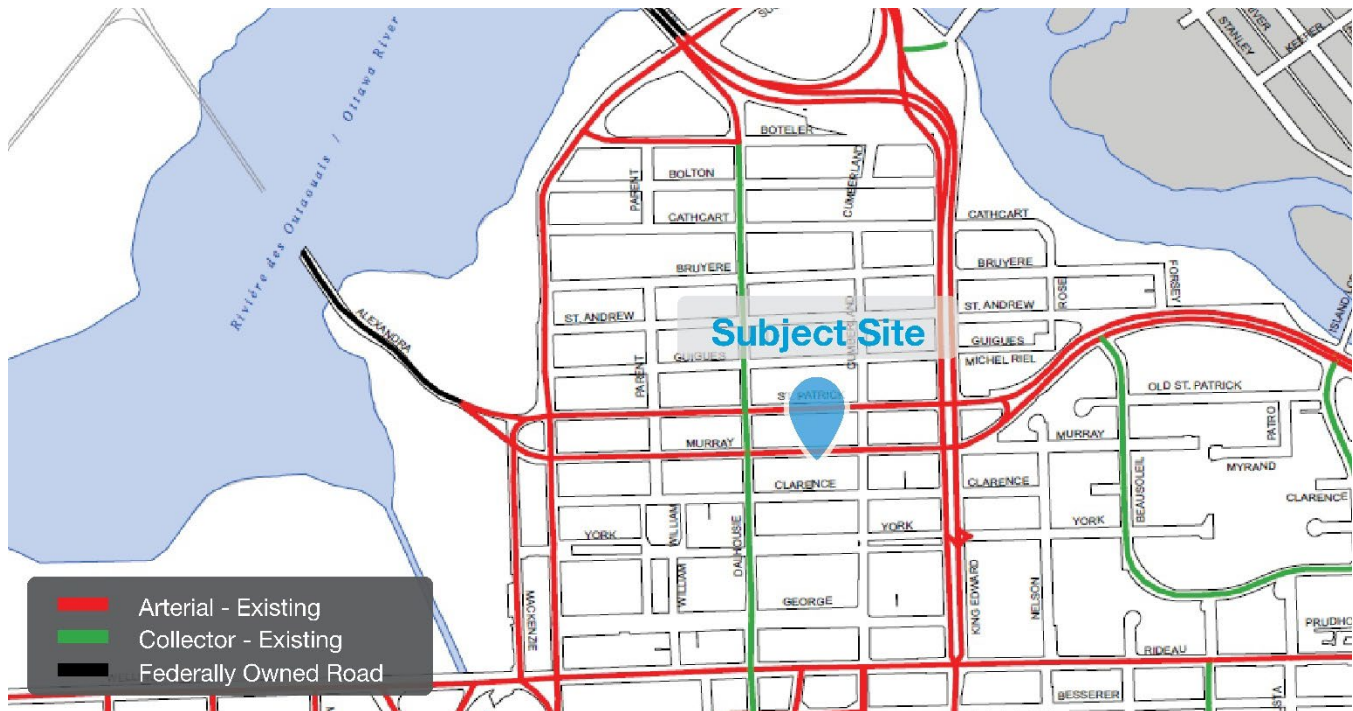 STANLEY
RIVER
KEEFER
Rivière des Outaouais / Ottawa River
BOTELER
BOLTON
PARENT
CUMBERLAND
CATHCART
CATHCART
BRUYERE
BRUYERE
FORSEY
ROSE
ST. ANDREW
ST. ANDREW
ALEXANDRA
Subject Site
CUMBERLAND
GUIGUES
GUIGUES
MICHEL RIEL
PARENT
ST. PATRICK
OLD ST. PATRICK
MURRAY
MURRAY
PATRO
MYRAND
CLARENCE
CLARENCE
CLARENCE
BEAUSOLEIL
YORK
WILLIAM
DALHOUSIE
YORK
YORK
WILLIAM
GEORGE
MACKENZIE
KING EDWARD
NELSON
RIDEAU
BESSERER
Arterial - Existing
Collector - Existing
Federally Owned Road